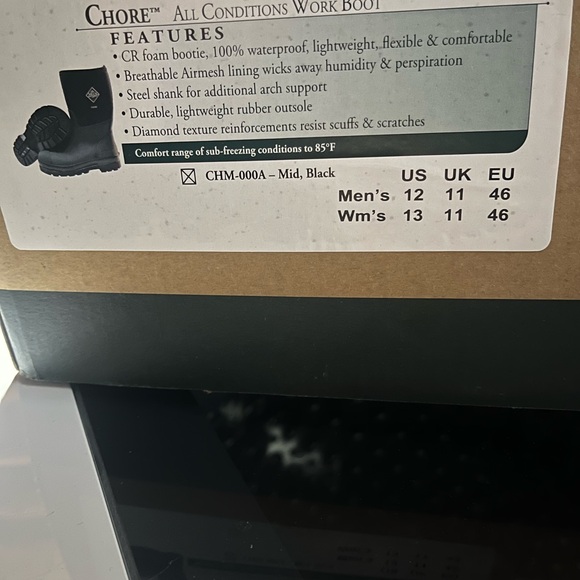 CHORE™ ALL CONDITIONS WORK BOOT
FEATURES
• CR foam bootie, 100% waterproof, lightweight, flexible & comfortable
• Breathable Airmesh lining wicks away humidity & perspiration
• Steel shank for additional arch support
• Durable, lightweight rubber outsole
• Diamond texture reinforcements resist scuffs & scratches
Comfort range of sub-freezing conditions to 85°F
CHM-000A – Mid, Black
US UK EU
Men's 12 11 46
Wm's 13 11 46